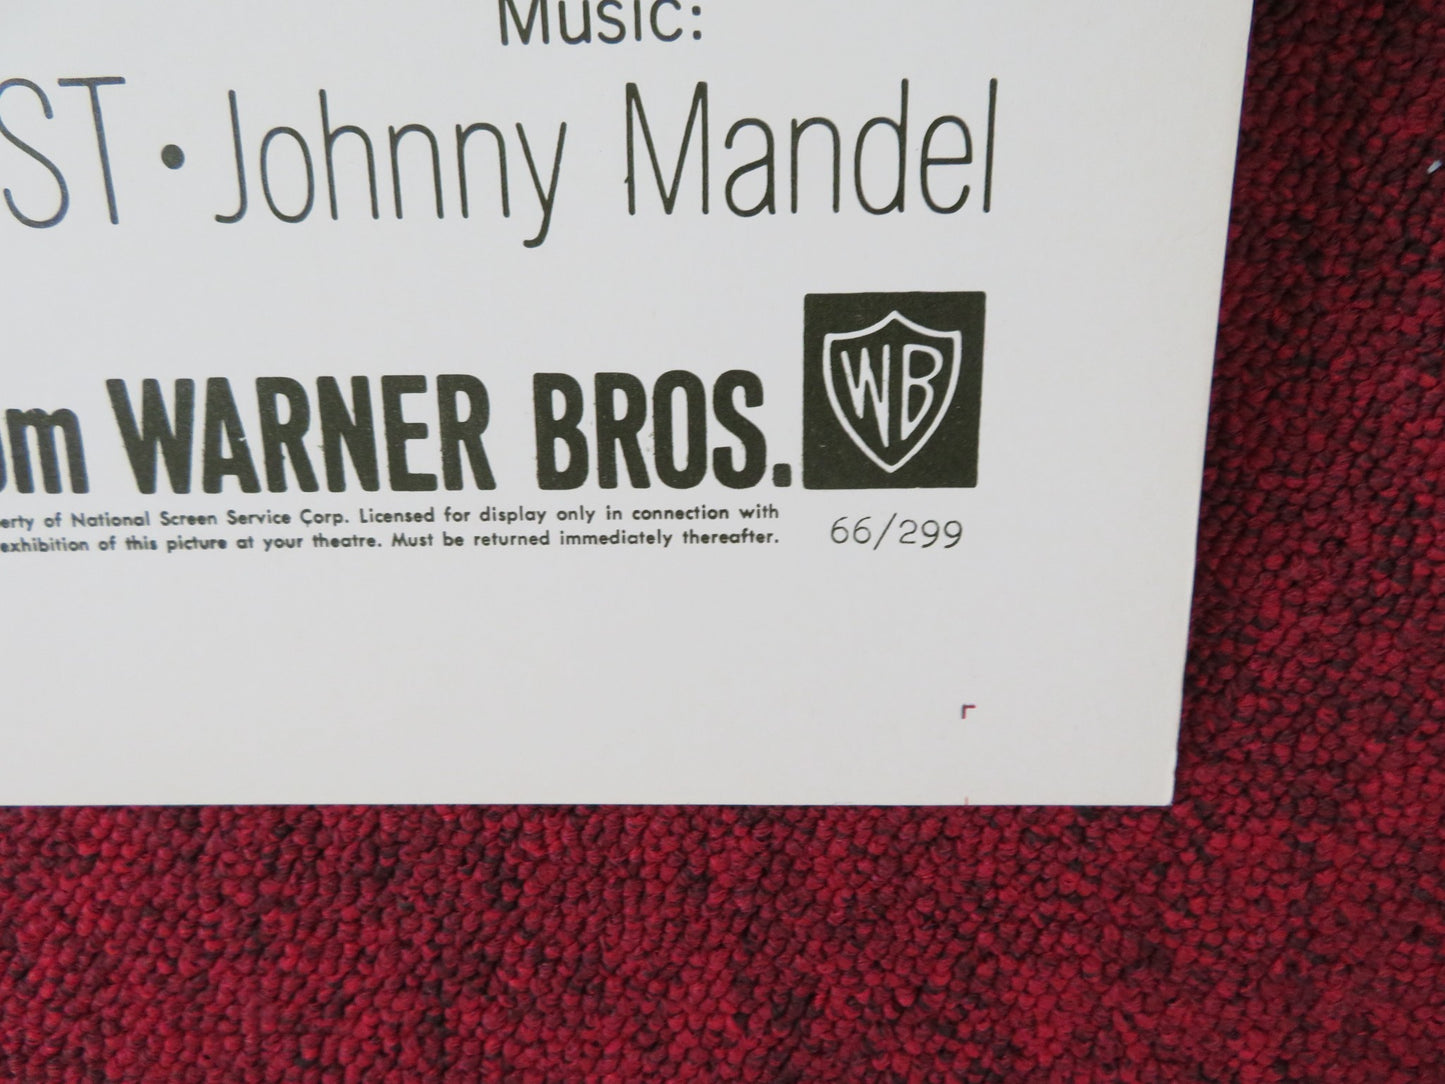 Music:
ST · Johnny Mandel
om WARNER BROS.
WB
erty of National Screen Service Corp. Licensed for display only in connection with
exhibition of this picture at your theatre. Must be returned immediately thereafter.
66/299